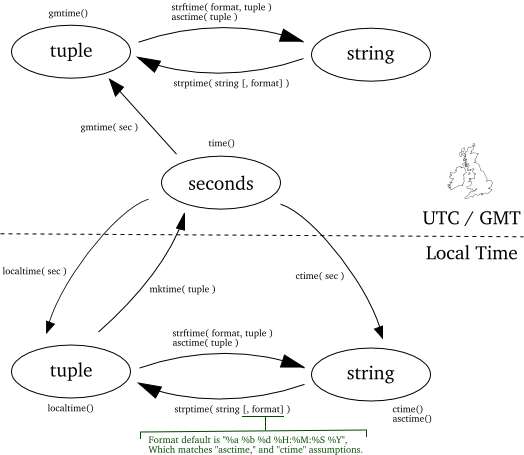 gmtime()
strftime( format, tuple )
asctime( tuple )
tuple
string
strptime( string [, format] )
gmtime( sec )
time()
seconds
UTC / GMT
Local Time
localtime( sec )
mktime( tuple )
ctime( sec )
strftime( format, tuple )
asctime( tuple )
tuple
string
localtime()
strptime( string [, format] )
ctime()
asctime()
Format default is "%a %b %d %H:%M:%S %Y",
Which matches "asctime," and "ctime" assumptions.